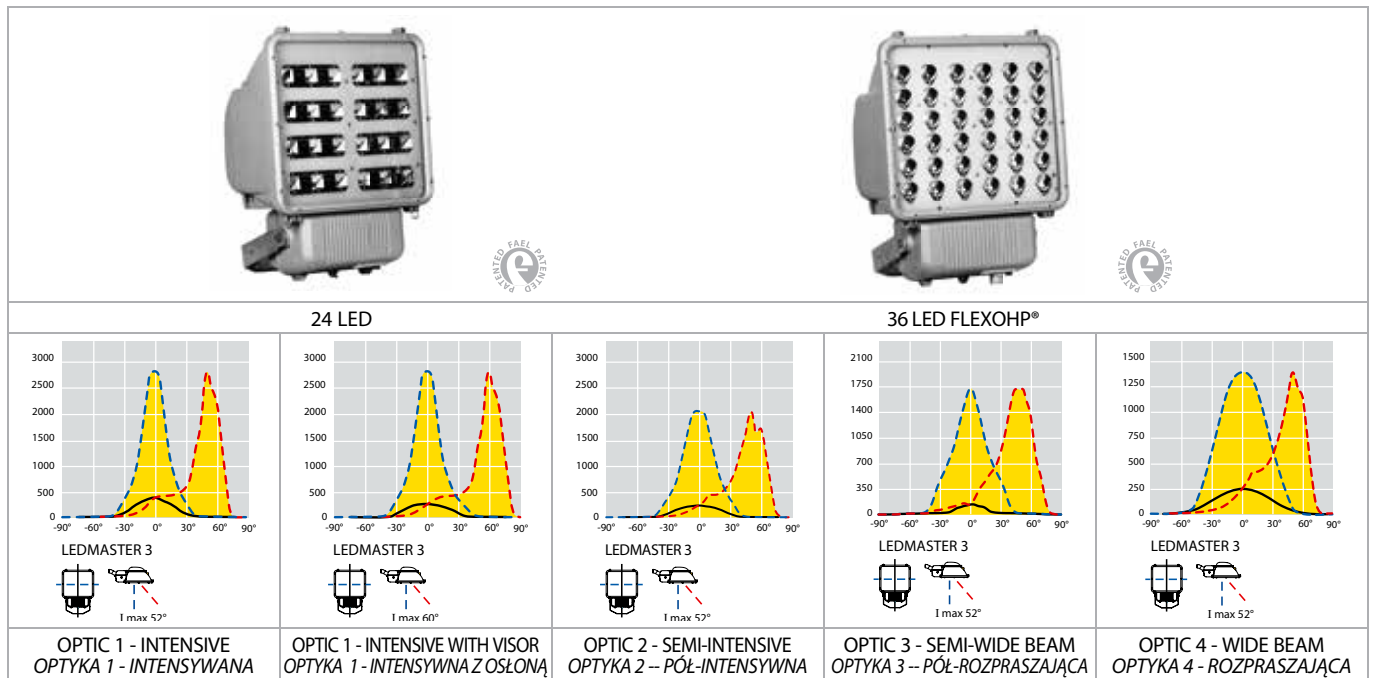 PATENTED FAEL PATENTED
PATENTED FAEL PATENTED
24 LED
36 LED FLEXOHP®
3000
2500
2000
1500
1000
500
0
-90° -60° -30° 0° 30° 60° 90°
LEDMASTER 3
I max 52°
3000
2500
2000
1500
1000
500
0
-90° -60° -30° 0° 30° 60° 90°
LEDMASTER 3
I max 60°
3000
2500
2000
1500
1000
500
0
-90° -60° -30° 0° 30° 60° 90°
LEDMASTER 3
I max 52°
2100
1750
1400
1050
700
350
0
-90° -60° -30° 0° 30° 60° 90°
LEDMASTER 3
I max 52°
1500
1250
1000
750
500
250
0
-90° -60° -30° 0° 30° 60° 90°
LEDMASTER 3
I max 52°
OPTIC 1 - INTENSIVE
OPTYKA 1 - INTENSYWANA
OPTIC 1 - INTENSIVE WITH VISOR
OPTYKA 1 - INTENSYWNA Z OSŁONĄ
OPTIC 2 - SEMI-INTENSIVE
OPTYKA 2 -- PÓŁ-INTENSYWNA
OPTIC 3 - SEMI-WIDE BEAM
OPTYKA 3 -- PÓŁ-ROZPRASZAJĄCA
OPTIC 4 - WIDE BEAM
OPTYKA 4 - ROZPRASZAJĄCA